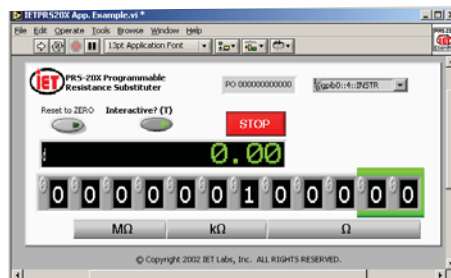 IETPRS20X App. Example.vi *
File Edit Operate Tools Browse Window Help
13pt Application Font
iET PRS-20X Programmable
Resistance Substituter
PO 000000000000
gpib0::4::INSTR
Reset to ZERO Interactive? (T)
STOP
0.00
0 0 0 0 0 0 1 0 0 0 0 0
MΩ kΩ Ω
© Copyright 2002 IET Labs, Inc. ALL RIGHTS RESERVED.